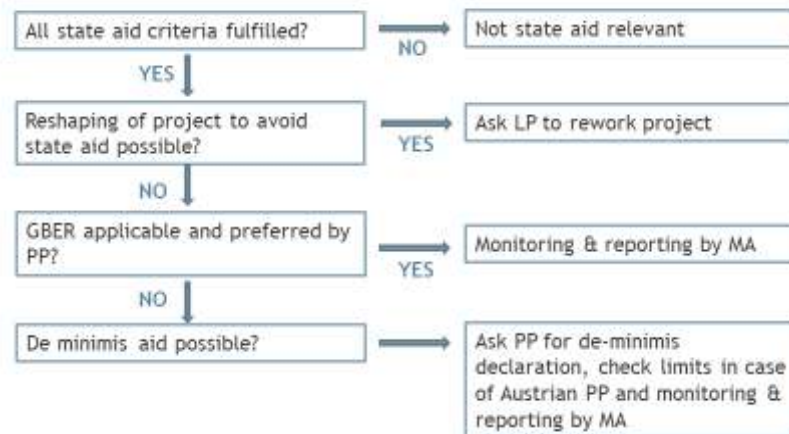 All state aid criteria fulfilled?
NO
Not state aid relevant
YES
Reshaping of project to avoid
state aid possible?
YES
Ask LP to rework project
NO
GBER applicable and preferred by
PP?
YES
Monitoring & reporting by MA
NO
De minimis aid possible?
Ask PP for de-minimis
declaration, check limits in case
of Austrian PP and monitoring &
reporting by MA